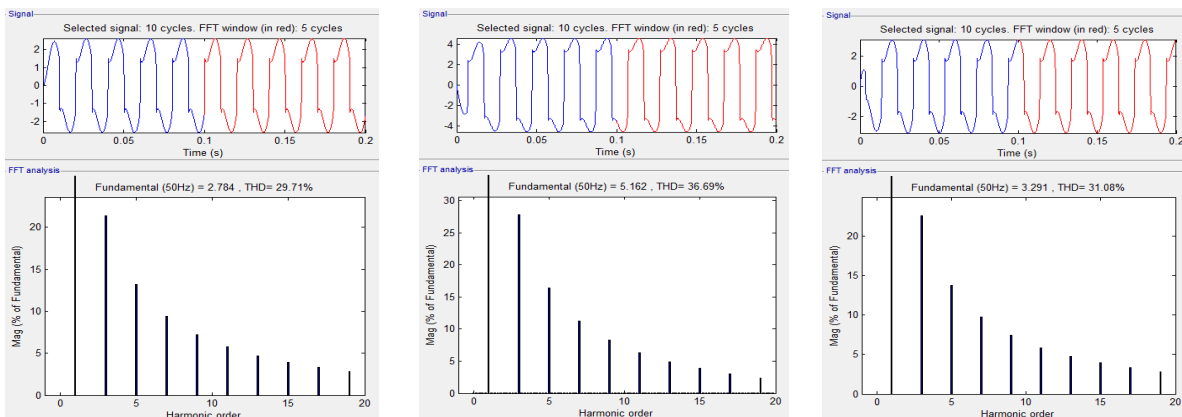 Signal
Selected signal: 10 cycles. FFT window (in red): 5 cycles
2
1
0
-1
-2
0
0.05
0.1
0.15
0.2
Time (s)
FFT analysis
Fundamental (50Hz) = 2.784 , THD= 29.71%
Mag (% of Fundamental)
20
15
10
5
0
0
5
10
15
20
Harmonic order
Signal
Selected signal: 10 cycles. FFT window (in red): 5 cycles
4
2
0
-2
-4
0
0.05
0.1
0.15
0.2
Time (s)
FFT analysis
Fundamental (50Hz) = 5.162 , THD= 36.69%
Mag (% of Fundamental)
30
25
20
15
10
5
0
0
5
10
15
20
Harmonic order
Signal
Selected signal: 10 cycles. FFT window (in red): 5 cycles
2
0
-2
0
0.05
0.1
0.15
0.2
Time (s)
FFT analysis
Fundamental (50Hz) = 3.291 , THD= 31.08%
Mag (% of Fundamental)
20
15
10
5
0
0
5
10
15
20
Harmonic order